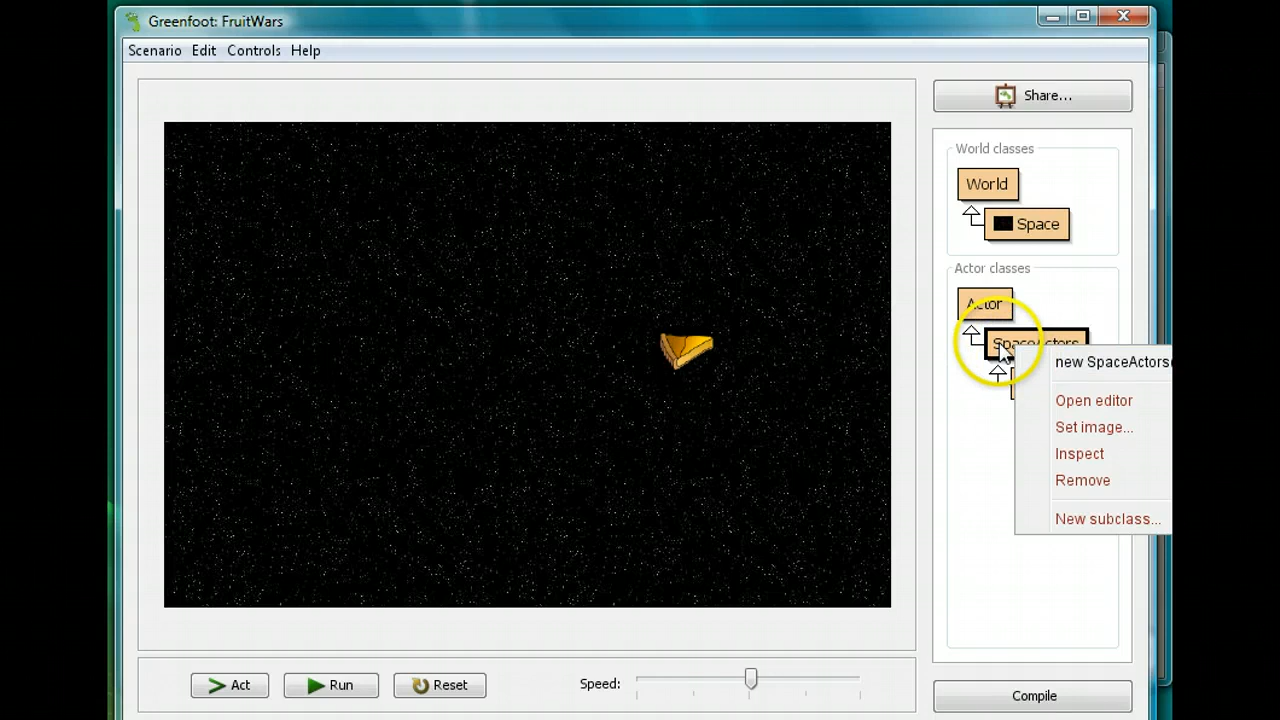 Greenfoot: FruitWars
Scenario Edit Controls Help
Share...
World classes
World
Space
Actor classes
Actor
SpaceActors
new SpaceActors(
Open editor
Set image...
Inspect
Remove
New subclass...
Act Run Reset Speed:
Compile